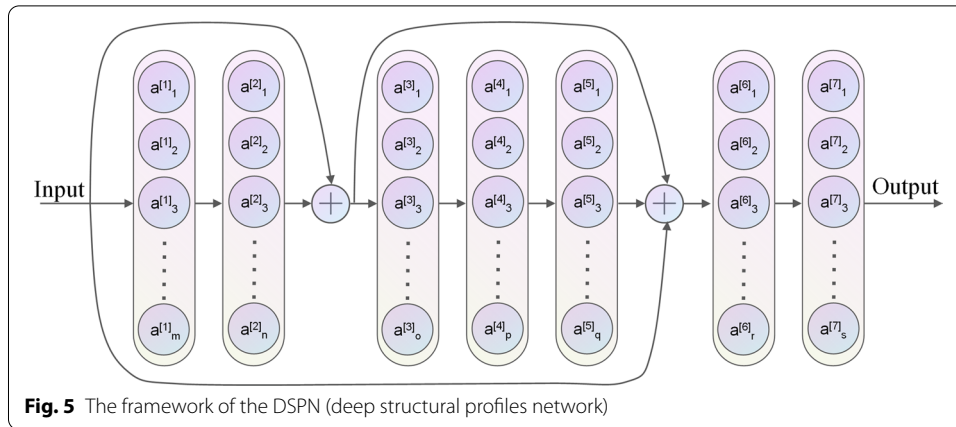 a[1]₁ a[2]₁ a[3]₁ a[4]₁ a[5]₁ a[6]₁ a[7]₁
a[1]₂ a[2]₂ a[3]₂ a[4]₂ a[5]₂ a[6]₂ a[7]₂
Input a[1]₃ a[2]₃ + a[3]₃ a[4]₃ a[5]₃ + a[6]₃ a[7]₃ Output
a[1]ₘ a[2]ₙ a[3]ₒ a[4]ₚ a[5]q a[6]ᵣ a[7]ₛ
Fig. 5 The framework of the DSPN (deep structural profiles network)